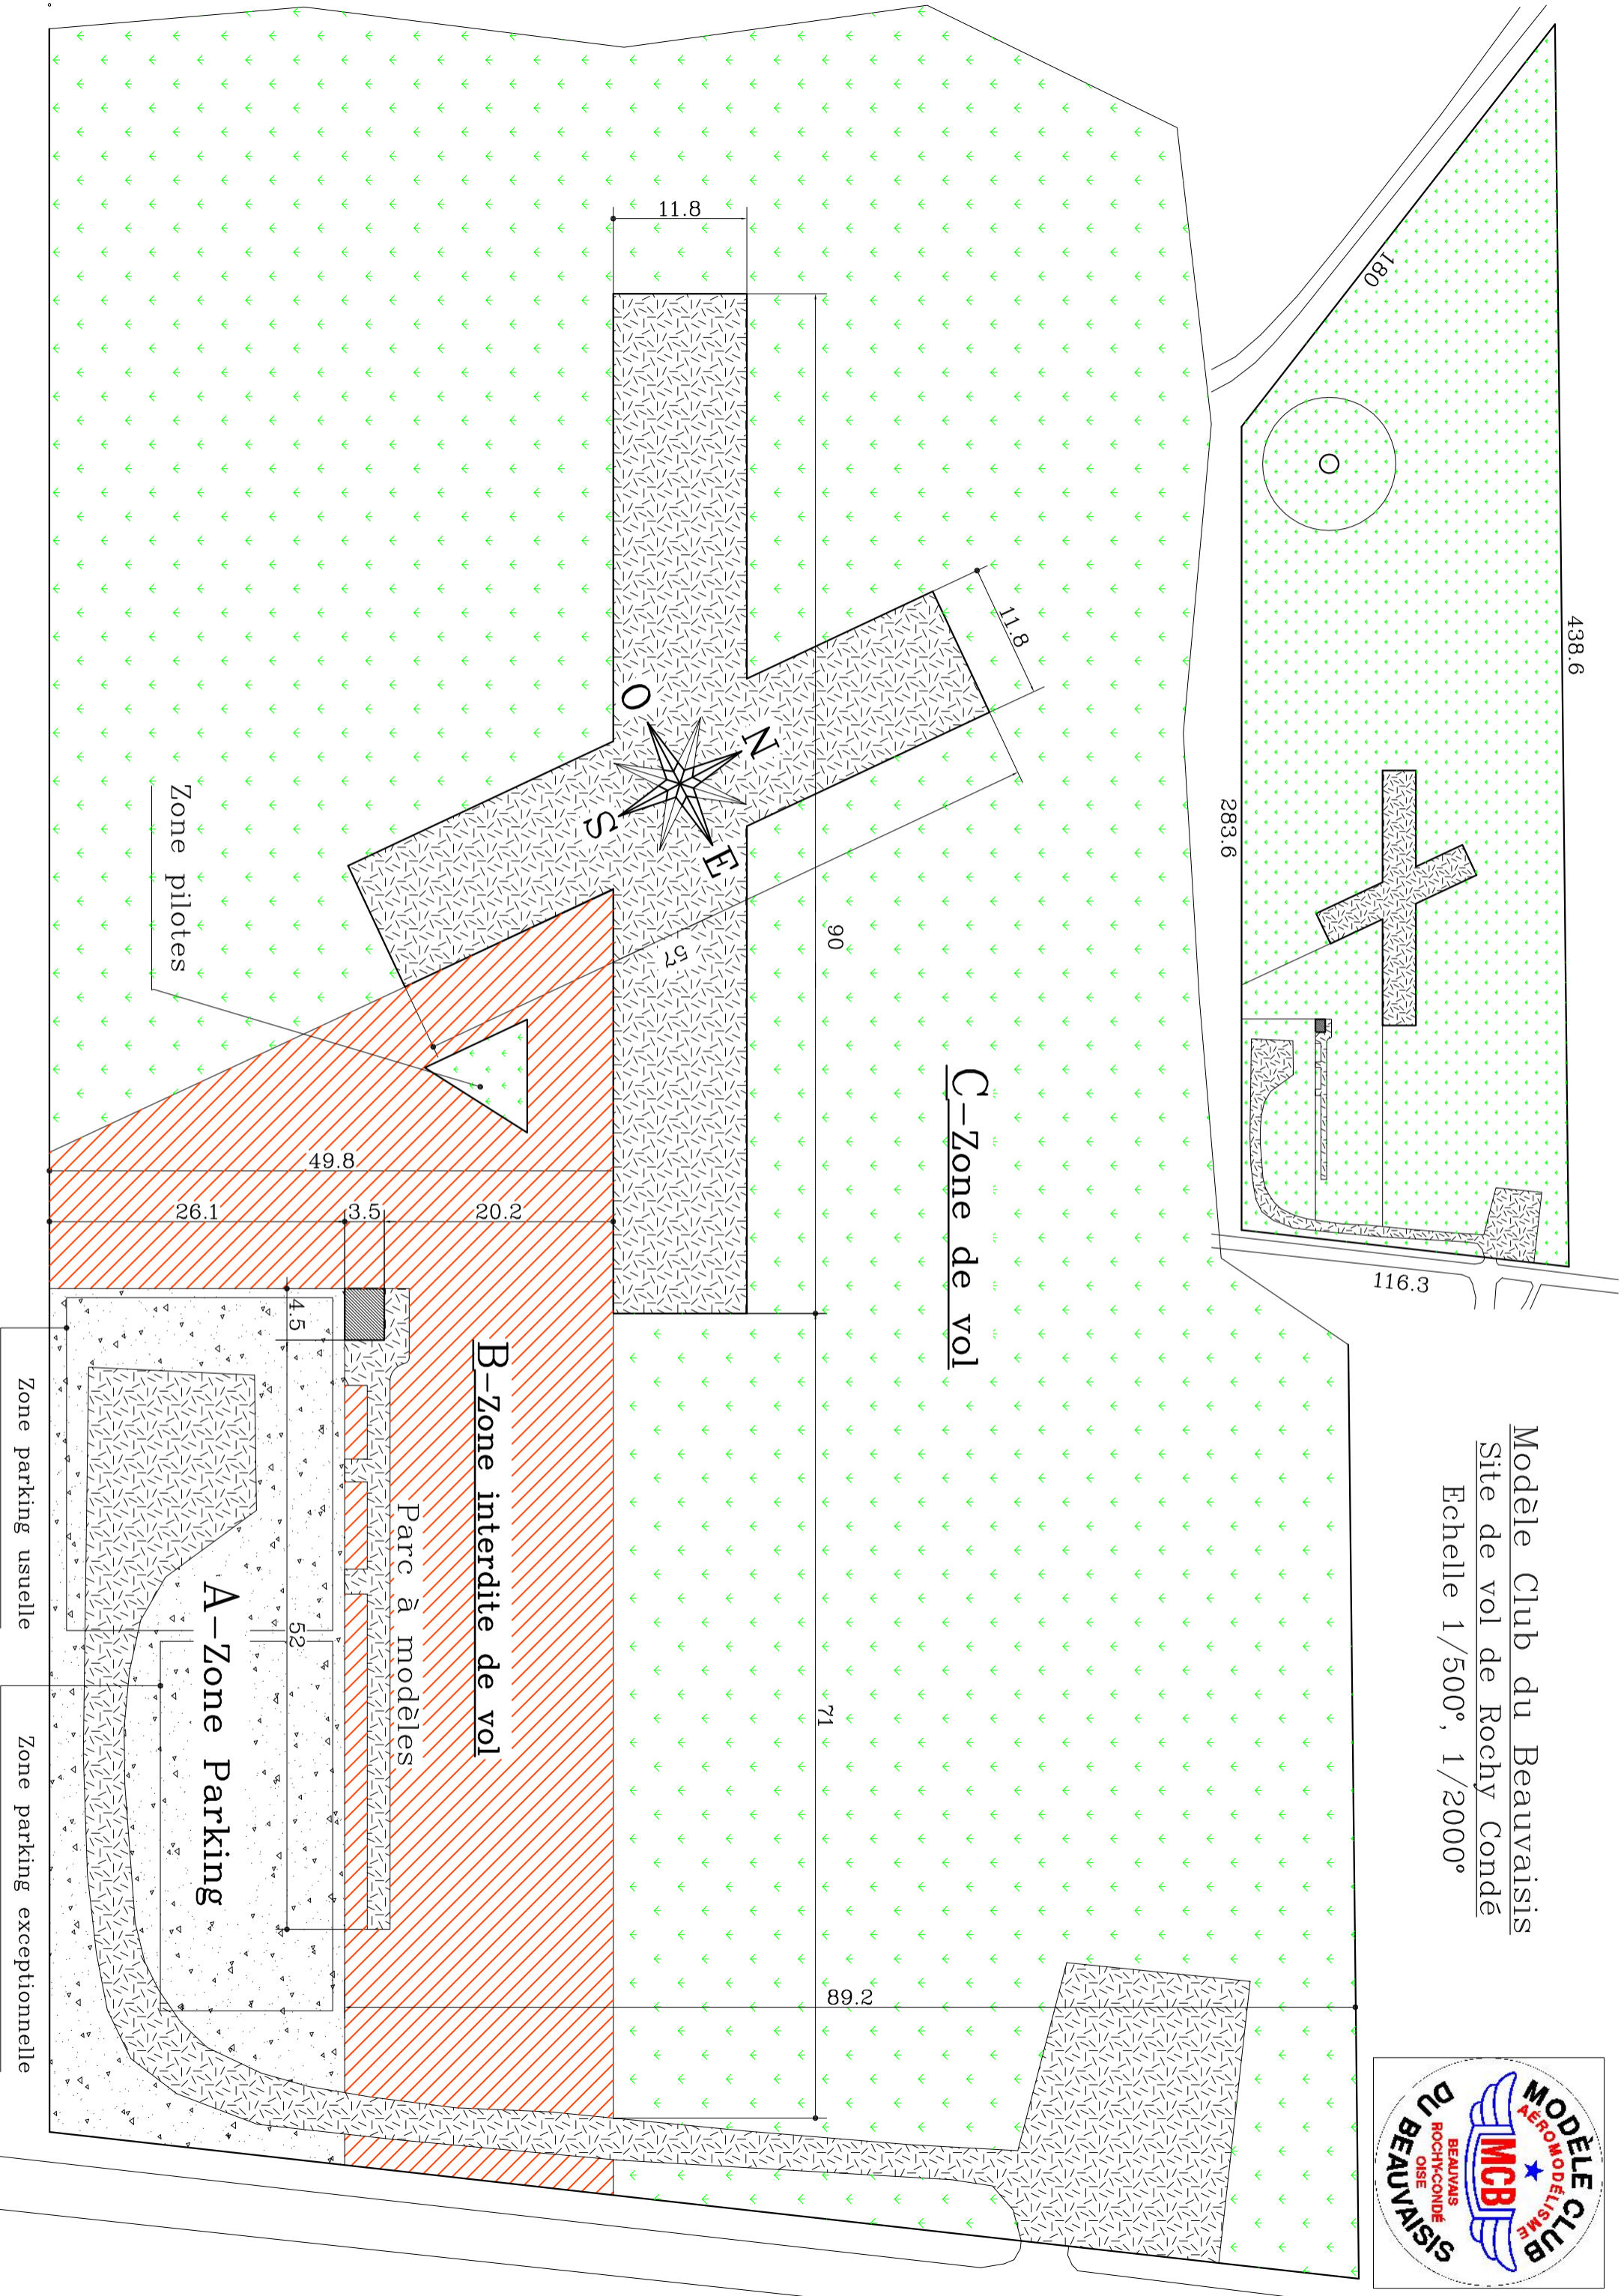 Modèle Club du Beauvaisis
Site de vol de Rochy Condé
Echelle 1/500°, 1/2000°
MODÈLE CLUB
AÉROMODÉLISME
MCB
BEAUVAIS
ROCHY-CONDÉ
OISE
DU BEAUVAISIS
438.6
180
283.6
116.3
C-Zone de vol
11.8
11.8
90
57
71
89.2
N
O
E
S
Zone pilotes
49.8
26.1
3.5
20.2
B-Zone interdite de vol
Parc à modèles
4.5
52
A-Zone Parking
Zone parking usuelle
Zone parking exceptionnelle